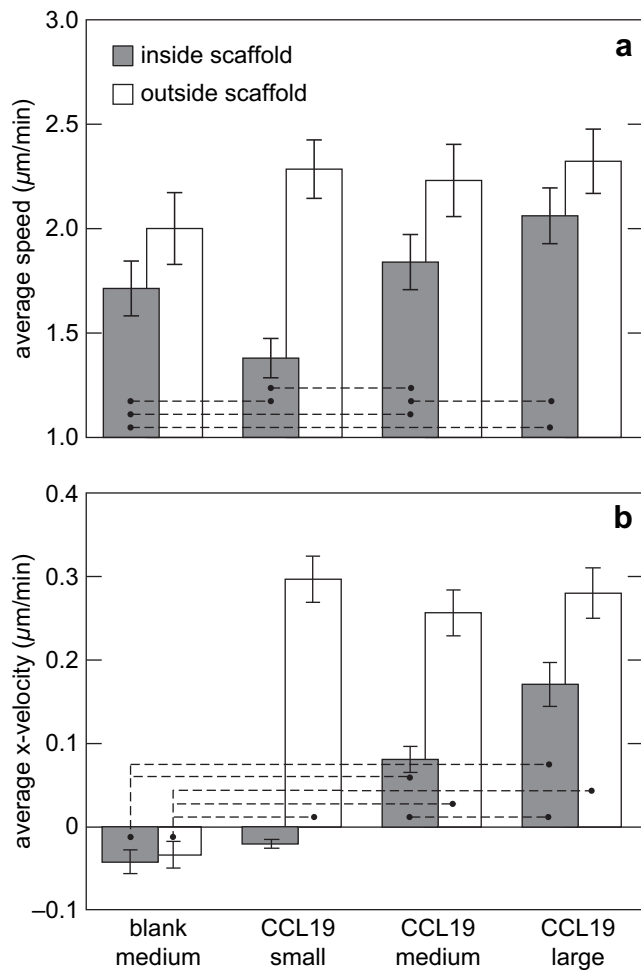 3.0
a
inside scaffold
outside scaffold
2.5
2.0
1.5
1.0
average speed (µm/min)
0.4
b
0.3
0.2
0.1
0
–0.1
average x-velocity (µm/min)
blank
medium
CCL19
small
CCL19
medium
CCL19
large